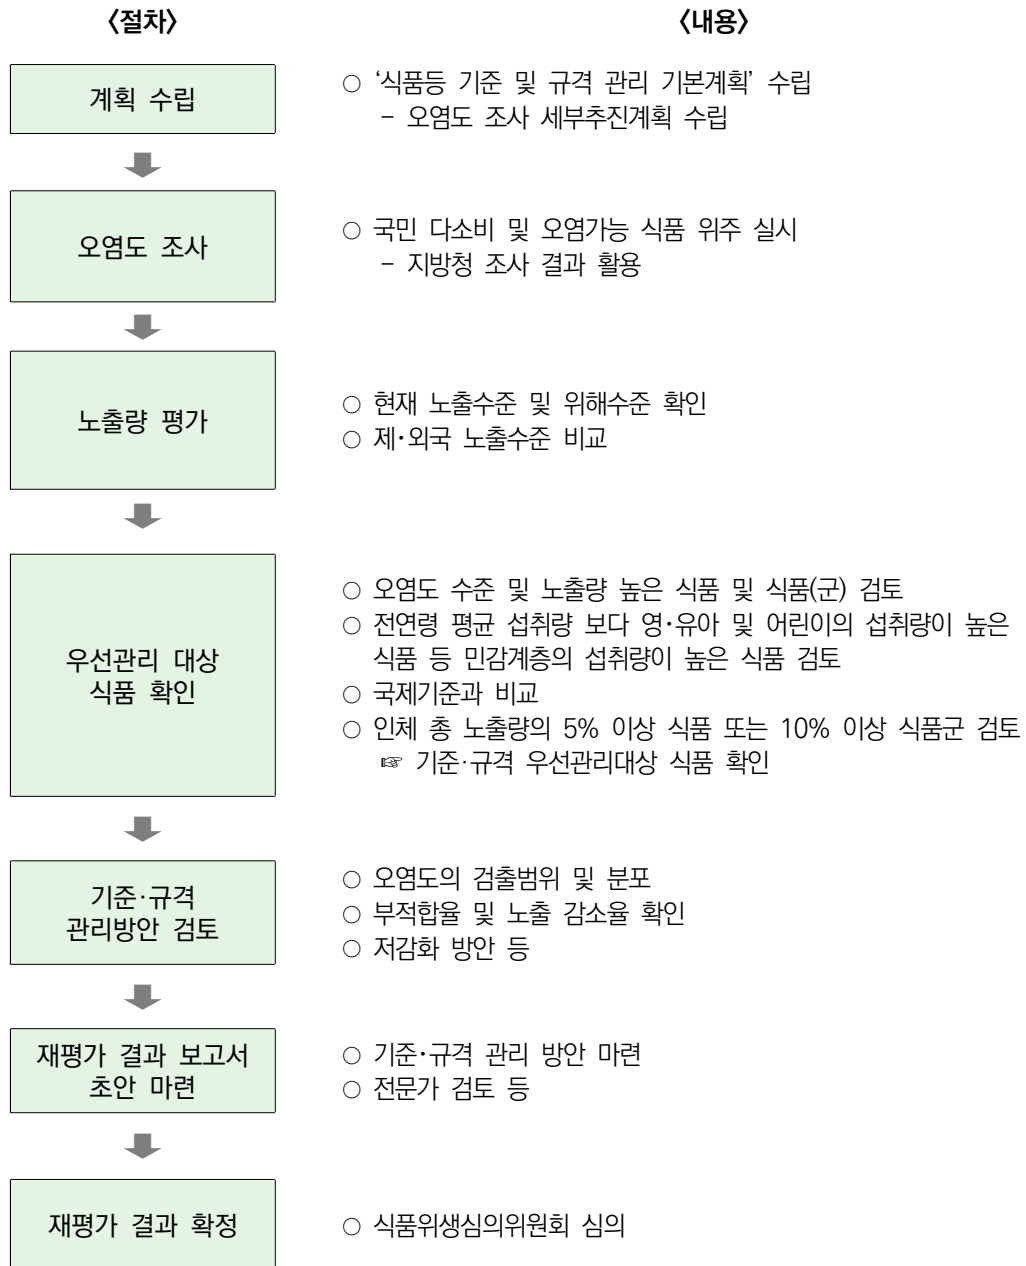 〈절차〉
〈내용〉
계획 수립
○ ‘식품등 기준 및 규격 관리 기본계획’ 수립
- 오염도 조사 세부추진계획 수립
오염도 조사
○ 국민 다소비 및 오염가능 식품 위주 실시
- 지방청 조사 결과 활용
노출량 평가
○ 현재 노출수준 및 위해수준 확인
○ 제·외국 노출수준 비교
우선관리 대상
식품 확인
○ 오염도 수준 및 노출량 높은 식품 및 식품(군) 검토
○ 전연령 평균 섭취량 보다 영·유아 및 어린이의 섭취량이 높은
식품 등 민감계층의 섭취량이 높은 식품 검토
○ 국제기준과 비교
○ 인체 총 노출량의 5% 이상 식품 또는 10% 이상 식품군 검토
☞ 기준·규격 우선관리대상 식품 확인
기준·규격
관리방안 검토
○ 오염도의 검출범위 및 분포
○ 부적합율 및 노출 감소율 확인
○ 저감화 방안 등
재평가 결과 보고서
초안 마련
○ 기준·규격 관리 방안 마련
○ 전문가 검토 등
재평가 결과 확정
○ 식품위생심의위원회 심의